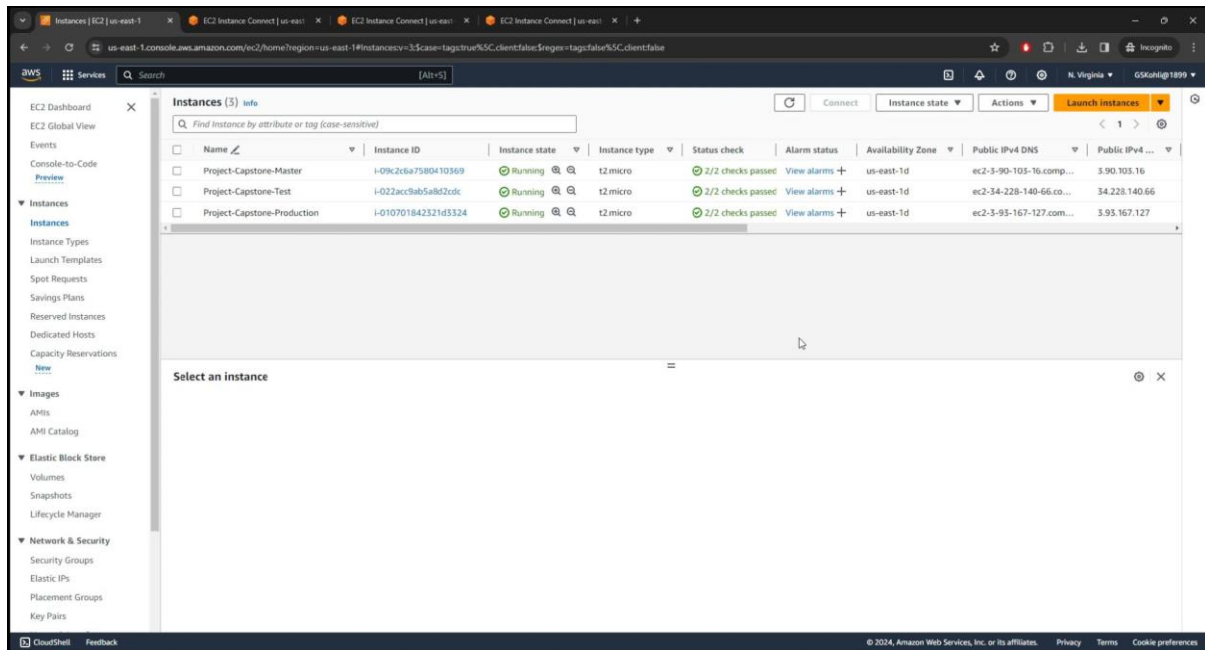 Instances | EC2 | us-east-1
EC2 Instance Connect | us-east
EC2 Instance Connect | us-east
EC2 Instance Connect | us-east
us-east-1.console.aws.amazon.com/ec2/home?region=us-east-1#Instances:v=3;$case=tags:true%5C,client:false;$regex=tags:false%5C,client:false
Incognito
aws
Services
Search
[Alt+S]
N. Virginia
GSKohli@1899
EC2 Dashboard
EC2 Global View
Events
Console-to-Code
Preview
Instances
Instances
Instance Types
Launch Templates
Spot Requests
Savings Plans
Reserved Instances
Dedicated Hosts
Capacity Reservations
New
Images
AMIs
AMI Catalog
Elastic Block Store
Volumes
Snapshots
Lifecycle Manager
Network & Security
Security Groups
Elastic IPs
Placement Groups
Key Pairs
Instances (3) Info
Connect
Instance state
Actions
Launch instances
Find Instance by attribute or tag (case-sensitive)
1
Name Instance ID Instance state Instance type Status check Alarm status Availability Zone Public IPv4 DNS Public IPv4 ...
Project-Capstone-Master i-09c2c6a7580410369 Running t2.micro 2/2 checks passed View alarms + us-east-1d ec2-3-90-103-16.comp... 3.90.103.16
Project-Capstone-Test i-022acc9ab5a8d2cdc Running t2.micro 2/2 checks passed View alarms + us-east-1d ec2-34-228-140-66.co... 34.228.140.66
Project-Capstone-Production i-010701842321d3324 Running t2.micro 2/2 checks passed View alarms + us-east-1d ec2-3-93-167-127.com... 3.93.167.127
Select an instance
CloudShell
Feedback
© 2024, Amazon Web Services, Inc. or its affiliates.
Privacy
Terms
Cookie preferences